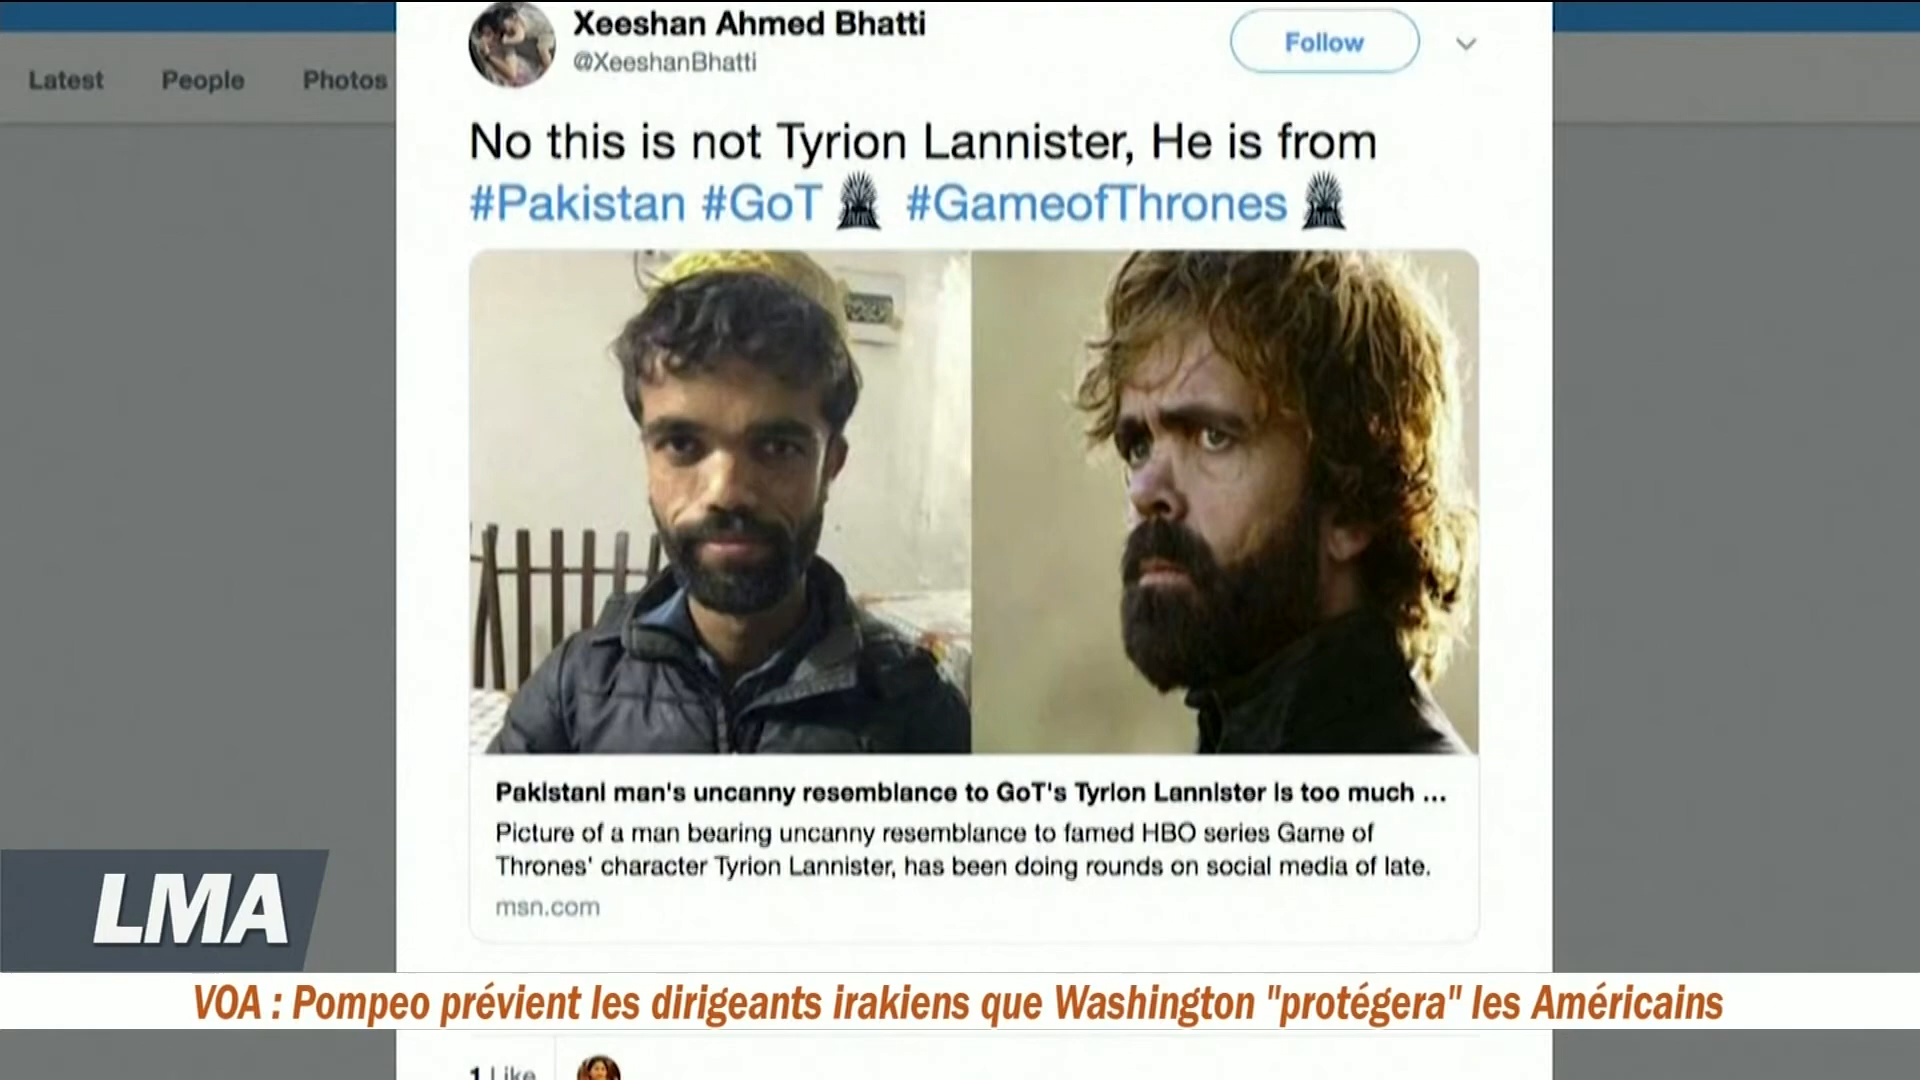 Xeeshan Ahmed Bhatti
@XeeshanBhatti
Follow
Latest People Photos
No this is not Tyrion Lannister, He is from
#Pakistan #GoT #GameofThrones
Pakistani man's uncanny resemblance to GoT's Tyrion Lannister is too much ...
Picture of a man bearing uncanny resemblance to famed HBO series Game of
Thrones' character Tyrion Lannister, has been doing rounds on social media of late.
msn.com
LMA
VOA : Pompeo prévient les dirigeants irakiens que Washington "protégera" les Américains
1 Like